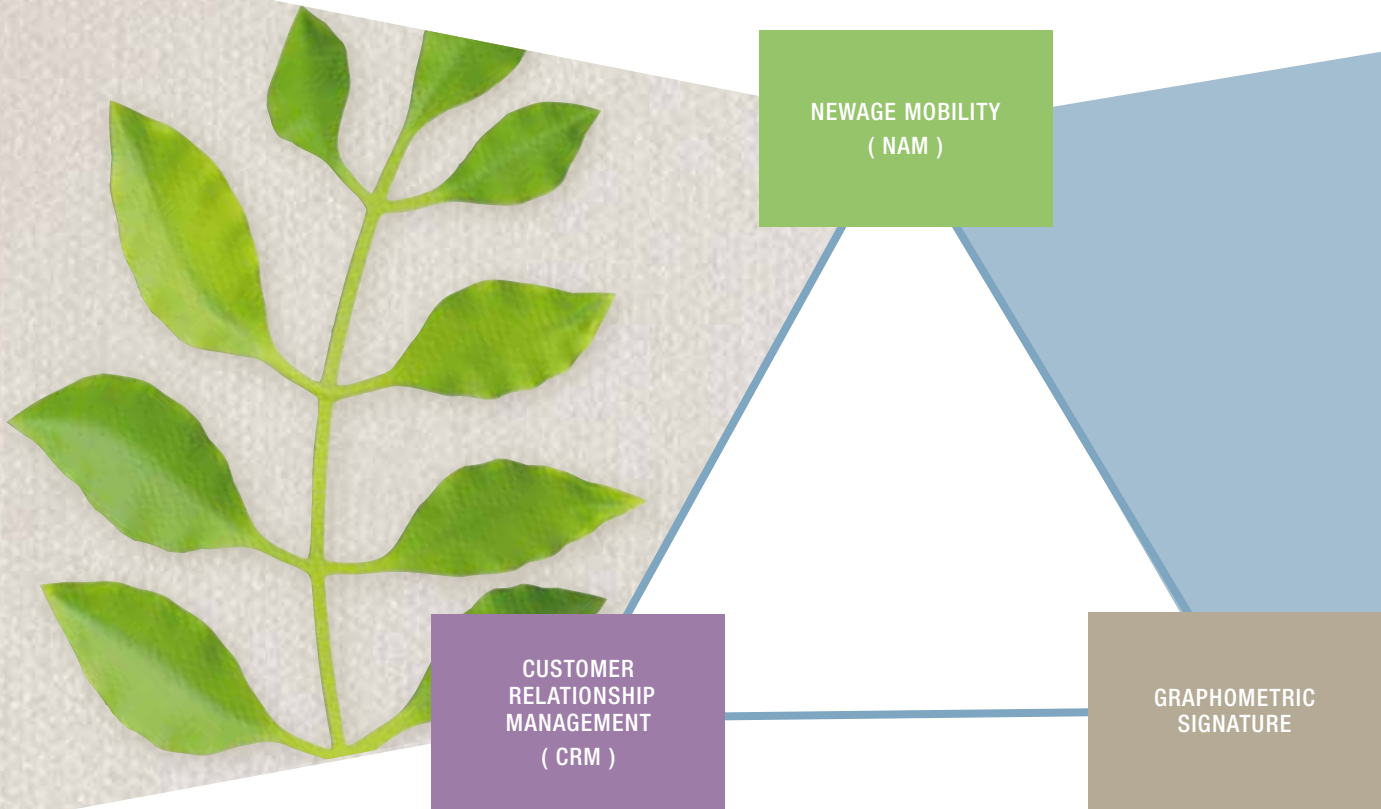 NEWAGE MOBILITY
( NAM )
CUSTOMER
RELATIONSHIP
MANAGEMENT
( CRM )
GRAPHOMETRIC
SIGNATURE